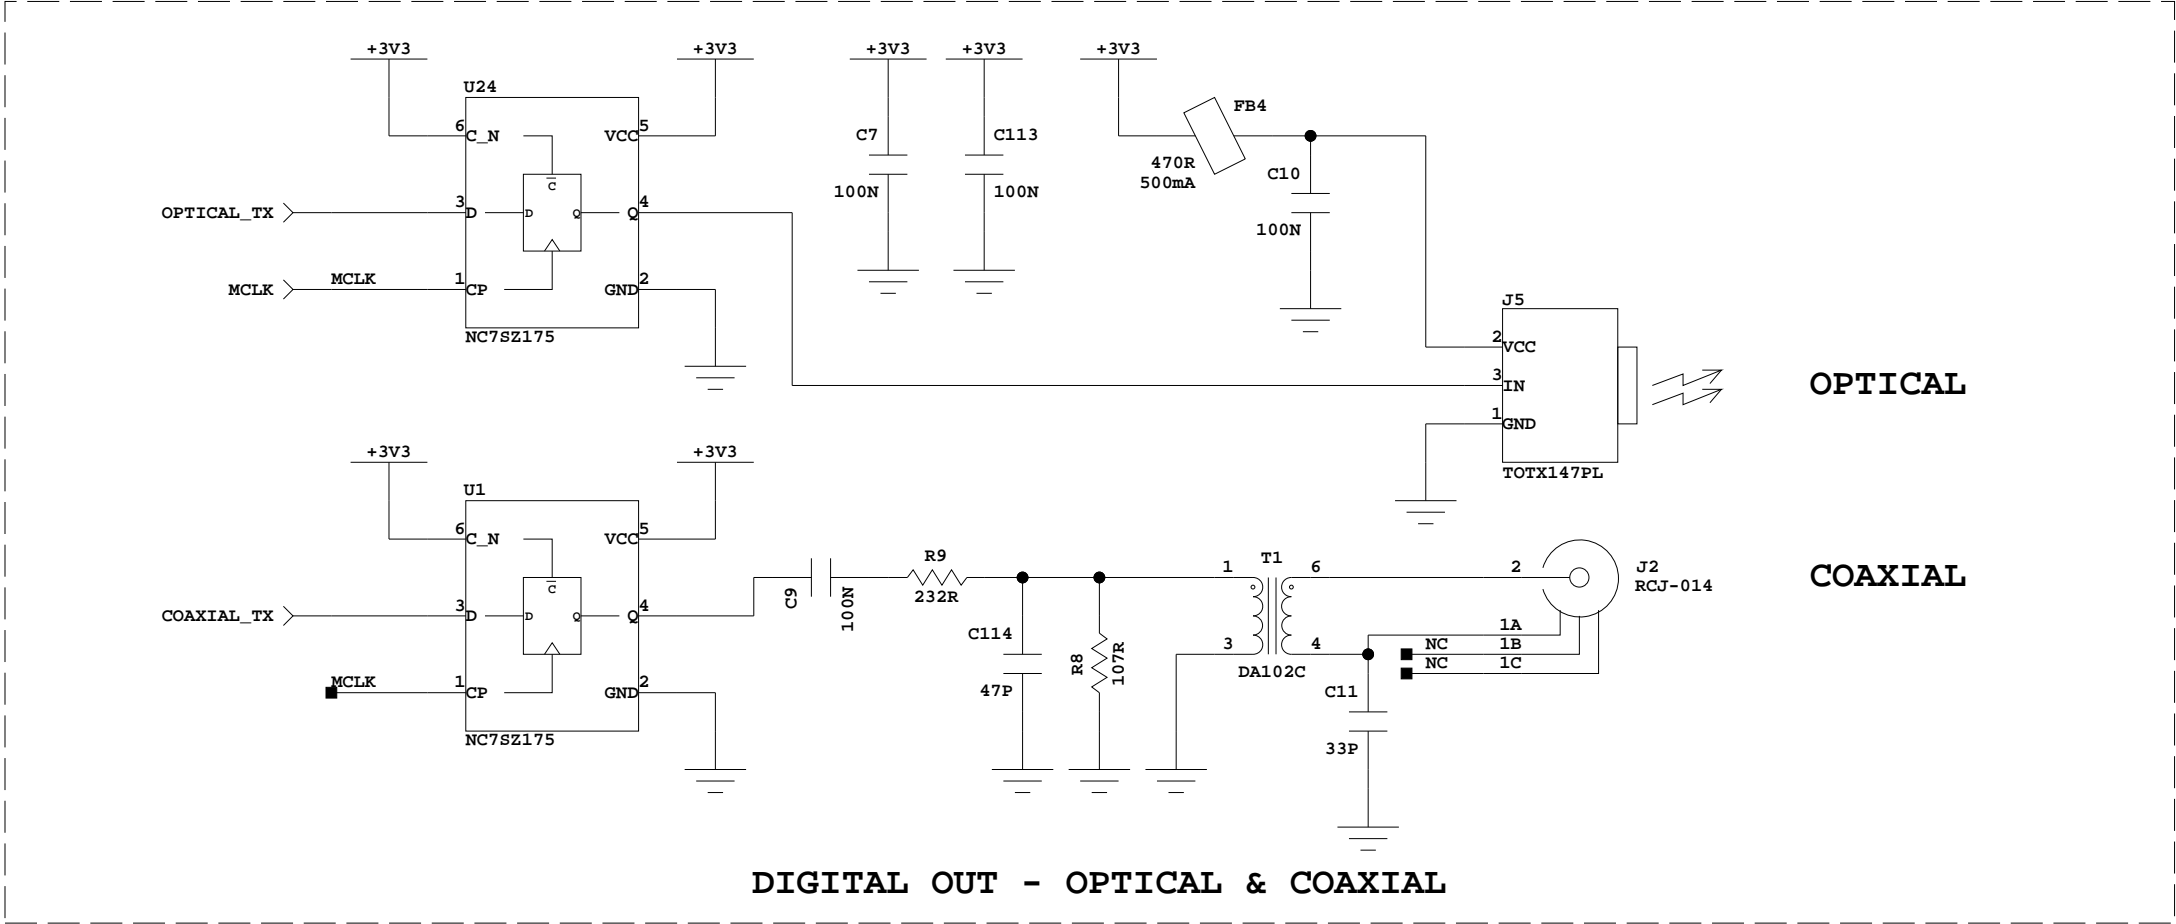 +3V3
+3V3
+3V3
+3V3
+3V3
U24
FB4
6 C_N
VCC 5
C
C7
100N
C113
100N
470R
500mA
C10
100N
OPTICAL_TX
3 D
D
Q
Q 4
MCLK
MCLK
1 CP
GND 2
NC7SZ175
J5
2 VCC
3 IN
1 GND
TOTX147PL
OPTICAL
+3V3
+3V3
U1
6 C_N
VCC 5
C
COAXIAL_TX
3 D
D
Q
Q 4
MCLK
1 CP
GND 2
NC7SZ175
C9
100N
R9
232R
C114
47P
R8
107R
T1
1
6
3
4
DA102C
C11
33P
2
J2
RCJ-014
1A
NC 1B
NC 1C
COAXIAL
DIGITAL OUT - OPTICAL & COAXIAL